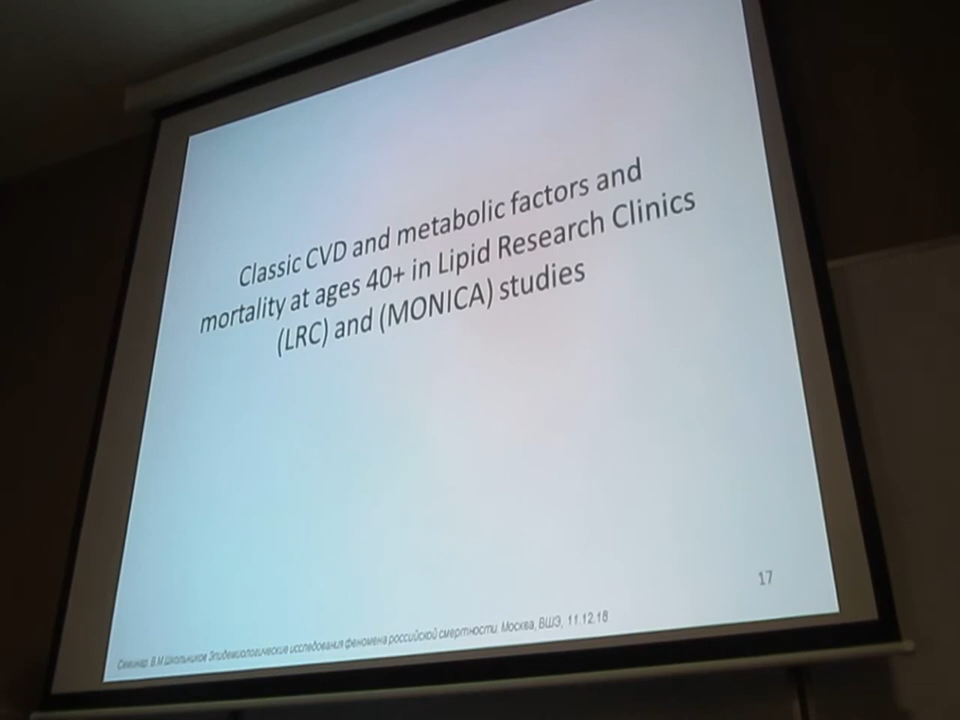 Classic CVD and metabolic factors and
mortality at ages 40+ in Lipid Research Clinics
(LRC) and (MONICA) studies
17
Семинар. В.М.Школьников Эпидемиологические исследования феномена российской смертности. Москва, ВШЭ, 11.12.18